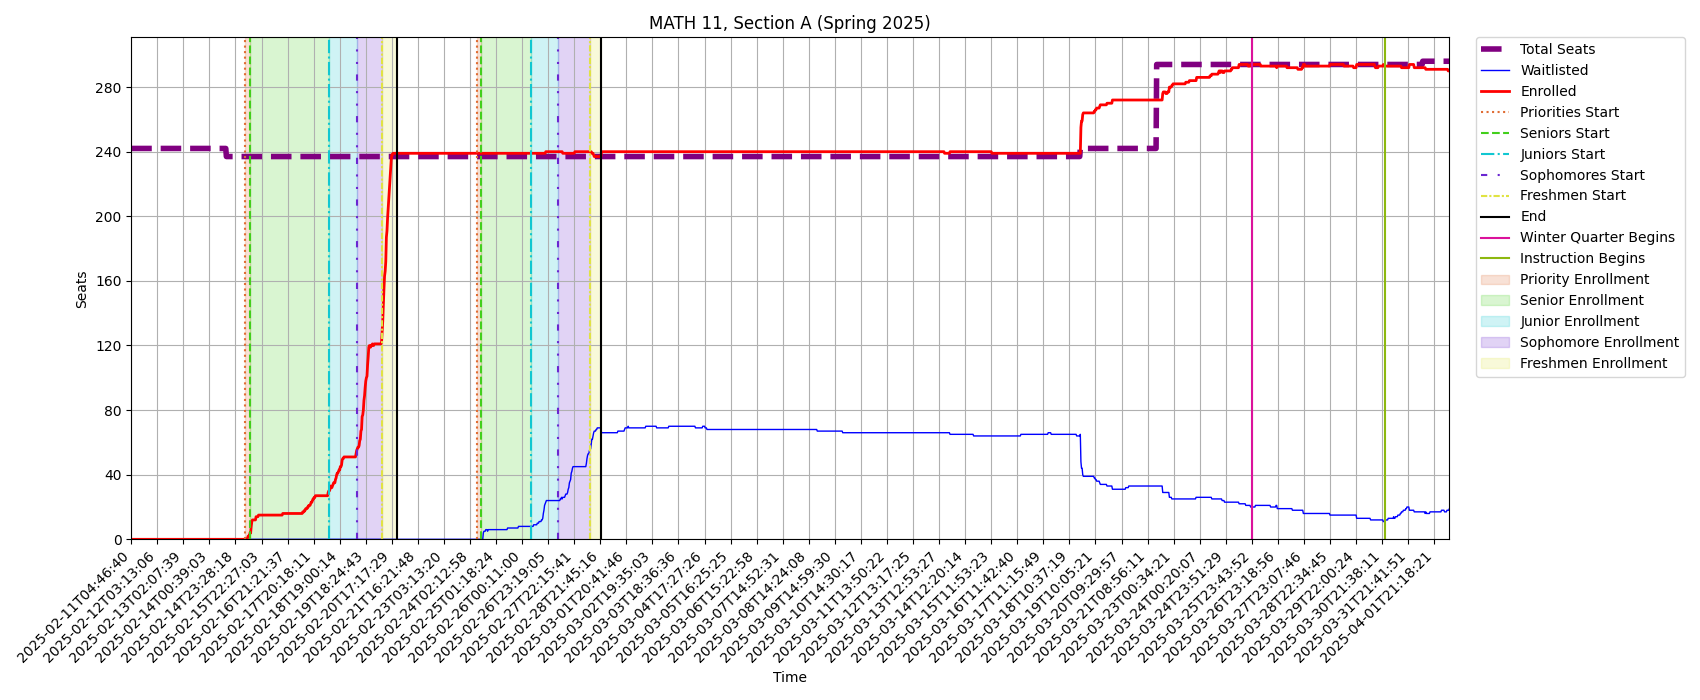 MATH 11, Section A (Spring 2025)
Seats
280
240
200
160
120
80
40
0
2025-02-11T04:46:40
2025-02-12T03:13:06
2025-02-13T02:07:39
2025-02-14T00:39:03
2025-02-14T23:28:18
2025-02-15T22:27:03
2025-02-16T21:21:37
2025-02-17T20:18:11
2025-02-18T19:00:14
2025-02-19T18:24:43
2025-02-20T17:17:29
2025-02-21T16:21:48
2025-02-23T03:13:20
2025-02-24T02:12:58
2025-02-25T01:18:24
2025-02-26T00:11:00
2025-02-26T23:19:05
2025-02-27T22:15:41
2025-02-28T21:45:16
2025-03-01T20:41:46
2025-03-02T19:35:03
2025-03-03T18:36:36
2025-03-04T17:27:26
2025-03-05T16:25:25
2025-03-06T15:22:58
2025-03-07T14:52:31
2025-03-08T14:24:08
2025-03-09T14:59:30
2025-03-10T14:30:17
2025-03-11T13:50:22
2025-03-12T13:17:25
2025-03-13T12:53:27
2025-03-14T12:20:14
2025-03-15T11:53:23
2025-03-16T11:42:40
2025-03-17T11:15:49
2025-03-18T10:37:19
2025-03-19T10:05:21
2025-03-20T09:29:57
2025-03-21T08:56:11
2025-03-23T00:34:21
2025-03-24T00:20:07
2025-03-24T23:51:29
2025-03-25T23:43:52
2025-03-26T23:18:56
2025-03-27T23:07:46
2025-03-28T22:34:45
2025-03-29T22:00:24
2025-03-30T21:38:11
2025-03-31T21:41:51
2025-04-01T21:18:21
Time
Total Seats
Waitlisted
Enrolled
Priorities Start
Seniors Start
Juniors Start
Sophomores Start
Freshmen Start
End
Winter Quarter Begins
Instruction Begins
Priority Enrollment
Senior Enrollment
Junior Enrollment
Sophomore Enrollment
Freshmen Enrollment